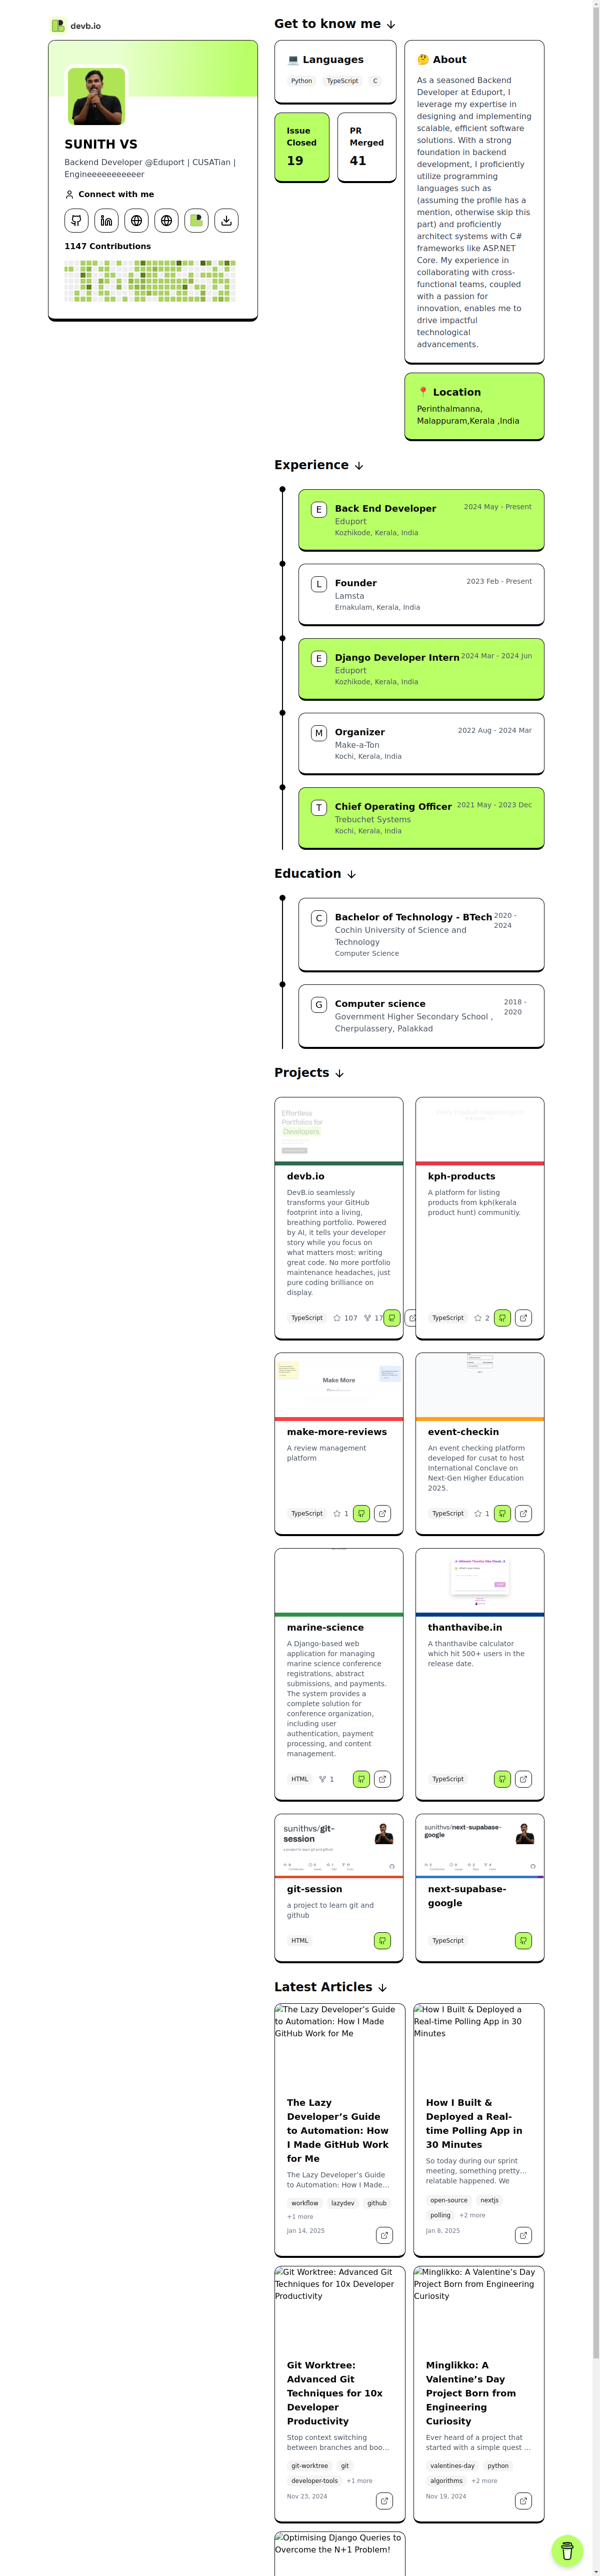 devb.io
SUNITH VS
Backend Developer @Eduport | CUSATian |
Engineeeeeeeeeeer
Connect with me
1147 Contributions
Get to know me
💻 Languages
Python TypeScript C
Issue
Closed
19
PR
Merged
41
🤔 About
As a seasoned Backend
Developer at Eduport, I
leverage my expertise in
designing and implementing
scalable, efficient software
solutions. With a strong
foundation in backend
development, I proficiently
utilize programming
languages such as
(assuming the profile has a
mention, otherwise skip this
part) and proficiently
architect systems with C#
frameworks like ASP.NET
Core. My experience in
collaborating with cross-
functional teams, coupled
with a passion for
innovation, enables me to
drive impactful
technological
advancements.
📍 Location
Perinthalmanna,
Malappuram,Kerala ,India
Experience
E
Back End Developer
2024 May - Present
Eduport
Kozhikode, Kerala, India
L
Founder
2023 Feb - Present
Lamsta
Ernakulam, Kerala, India
E
Django Developer Intern
2024 Mar - 2024 Jun
Eduport
Kozhikode, Kerala, India
M
Organizer
2022 Aug - 2024 Mar
Make-a-Ton
Kochi, Kerala, India
T
Chief Operating Officer
2021 May - 2023 Dec
Trebuchet Systems
Kochi, Kerala, India
Education
C
Bachelor of Technology - BTech
2020 -
2024
Cochin University of Science and
Technology
Computer Science
G
Computer science
2018 -
2020
Government Higher Secondary School ,
Cherpulassery, Palakkad
Projects
Effortless
Portfolios for
Developers
devb.io
DevB.io seamlessly
transforms your GitHub
footprint into a living,
breathing portfolio. Powered
by AI, it tells your developer
story while you focus on
what matters most: writing
great code. No more portfolio
maintenance headaches, just
pure coding brilliance on
display.
TypeScript 107 17
kph-products
A platform for listing
products from kph(kerala
product hunt) communitiy.
TypeScript 2
Make More
make-more-reviews
A review management
platform
TypeScript 1
event-checkin
An event checking platform
developed for cusat to host
International Conclave on
Next-Gen Higher Education
2025.
TypeScript 1
marine-science
A Django-based web
application for managing
marine science conference
registrations, abstract
submissions, and payments.
The system provides a
complete solution for
conference organization,
including user
authentication, payment
processing, and content
management.
HTML 1
thanthavibe.in
A thanthavibe calculator
which hit 500+ users in the
release date.
TypeScript
sunithvs/git-
session
a project to learn git and github
git-session
a project to learn git and
github
HTML
sunithvs/next-supabase-
google
next-supabase-
google
TypeScript
Latest Articles
The Lazy Developer's Guide
to Automation: How I Made
GitHub Work for Me
The Lazy
Developer's Guide
to Automation: How
I Made GitHub Work
for Me
The Lazy Developer's Guide
to Automation: How I Made...
workflow lazydev github
+1 more
Jan 14, 2025
How I Built & Deployed a
Real-time Polling App in 30
Minutes
How I Built &
Deployed a Real-
time Polling App in
30 Minutes
So today during our sprint
meeting, something pretty...
relatable happened. We
open-source nextjs
polling +2 more
Jan 8, 2025
Git Worktree: Advanced Git
Techniques for 10x Developer
Productivity
Git Worktree:
Advanced Git
Techniques for 10x
Developer
Productivity
Stop context switching
between branches and boo...
git-worktree git
developer-tools +1 more
Nov 23, 2024
Minglikko: A Valentine's Day
Project Born from Engineering
Curiosity
Minglikko: A
Valentine's Day
Project Born from
Engineering
Curiosity
Ever heard of a project that
started with a simple quest ...
valentines-day python
algorithms +2 more
Nov 19, 2024
Optimising Django Queries to
Overcome the N+1 Problem!